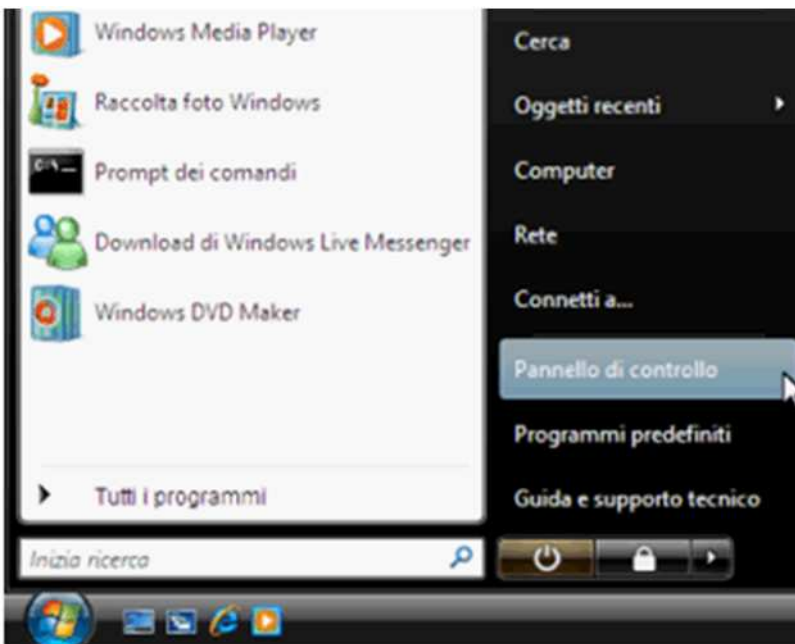 Windows Media Player
Raccolta foto Windows
Prompt dei comandi
Download di Windows Live Messenger
Windows DVD Maker
Tutti i programmi
Inizia ricerca
Cerca
Oggetti recenti
Computer
Rete
Connetti a...
Pannello di controllo
Programmi predefiniti
Guida e supporto tecnico